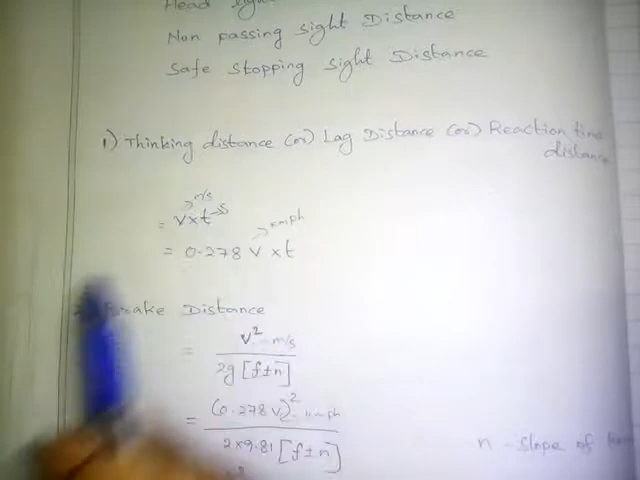 Head
Non passing sight Distance
Safe Stopping sight Distance
1) Thinking distance (or) Lag Distance (or) Reaction time
distance
= v x t → s
→ m/s
= 0.278 V x t
→ kmph
Brake Distance
= v² - m/s
2g [f±n]
= (0.278 V)² - kmph
2×9.81 [f±n]
n - slope of